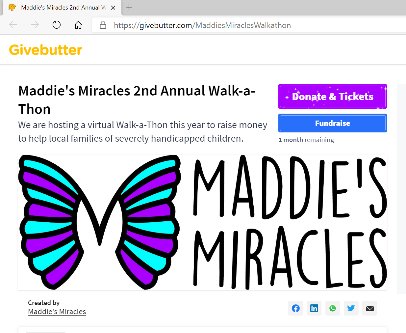 Maddie's Miracles 2nd Annual W
https://givebutter.com/MaddiesMiraclesWalkathon
Givebutter
Maddie's Miracles 2nd Annual Walk-a-
Thon
We are hosting a virtual Walk-a-Thon this year to raise money
to help local families of severely handicapped children.
Donate & Tickets
Fundraise
1 month remaining
MADDIE'S
MIRACLES
Created by
Maddie's Miracles